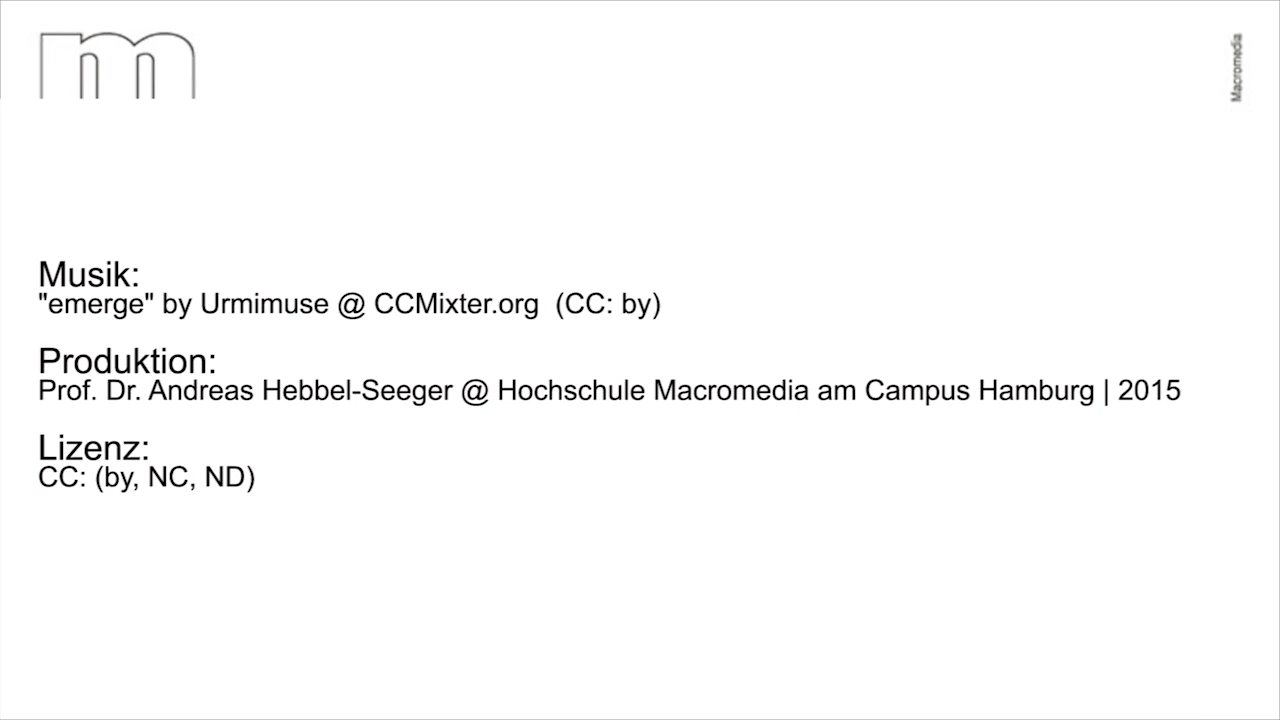 m
Macromedia
Musik:
"emerge" by Urmimuse @ CCMixter.org  (CC: by)
Produktion:
Prof. Dr. Andreas Hebbel-Seeger @ Hochschule Macromedia am Campus Hamburg | 2015
Lizenz:
CC: (by, NC, ND)